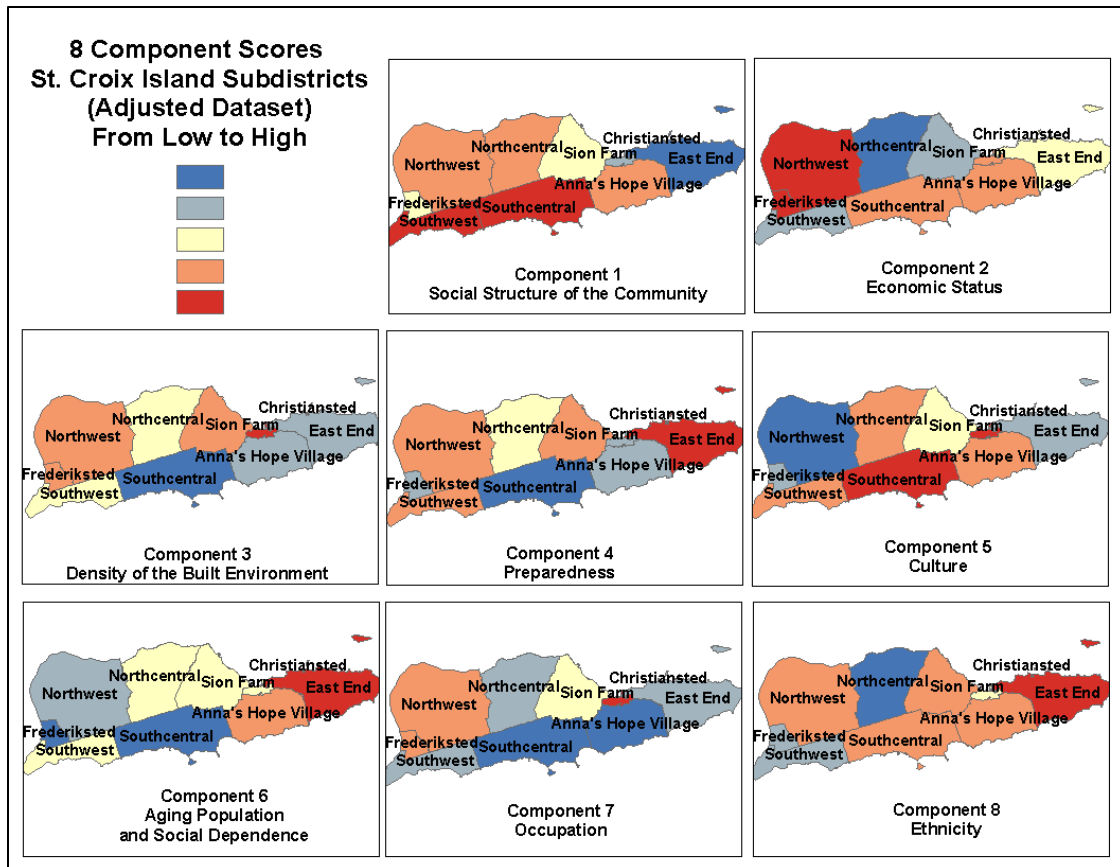 8 Component Scores
St. Croix Island Subdistricts
(Adjusted Dataset)
From Low to High
Christiansted
Northcentral
Sion Farm
East End
Northwest
Anna's Hope Village
Frederiksted
Southcentral
Southwest
Component 1
Social Structure of the Community
Christiansted
Northcentral
Sion Farm
East End
Northwest
Anna's Hope Village
Frederiksted
Southcentral
Southwest
Component 2
Economic Status
Christiansted
Northcentral
Sion Farm
East End
Northwest
Anna's Hope Village
Frederiksted
Southcentral
Southwest
Component 3
Density of the Built Environment
Christiansted
Northcentral
Sion Farm
East End
Northwest
Anna's Hope Village
Frederiksted
Southcentral
Southwest
Component 4
Preparedness
Christiansted
Northcentral
Sion Farm
East End
Northwest
Anna's Hope Village
Frederiksted
Southcentral
Southwest
Component 5
Culture
Christiansted
Northcentral
Sion Farm
East End
Northwest
Anna's Hope Village
Frederiksted
Southcentral
Southwest
Component 6
Aging Population
and Social Dependence
Christiansted
Northcentral
Sion Farm
East End
Northwest
Anna's Hope Village
Frederiksted
Southcentral
Southwest
Component 7
Occupation
Christiansted
Northcentral
Sion Farm
East End
Northwest
Anna's Hope Village
Frederiksted
Southcentral
Southwest
Component 8
Ethnicity